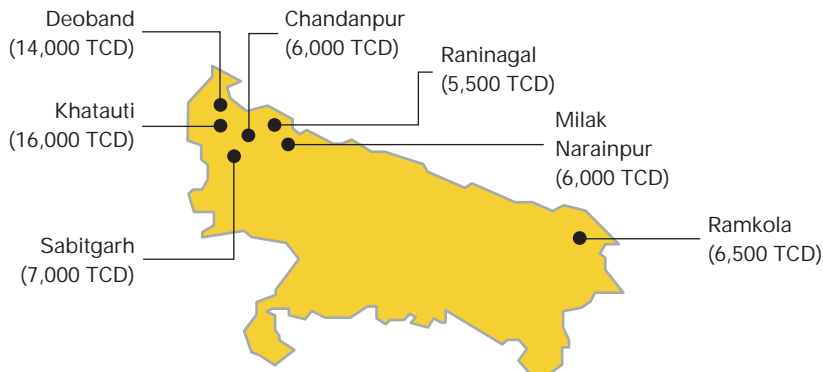 Deoband
(14,000 TCD)
Chandanpur
(6,000 TCD)
Raninagal
(5,500 TCD)
Khatauti
(16,000 TCD)
Milak
Narainpur
(6,000 TCD)
Ramkola
(6,500 TCD)
Sabitgarh
(7,000 TCD)